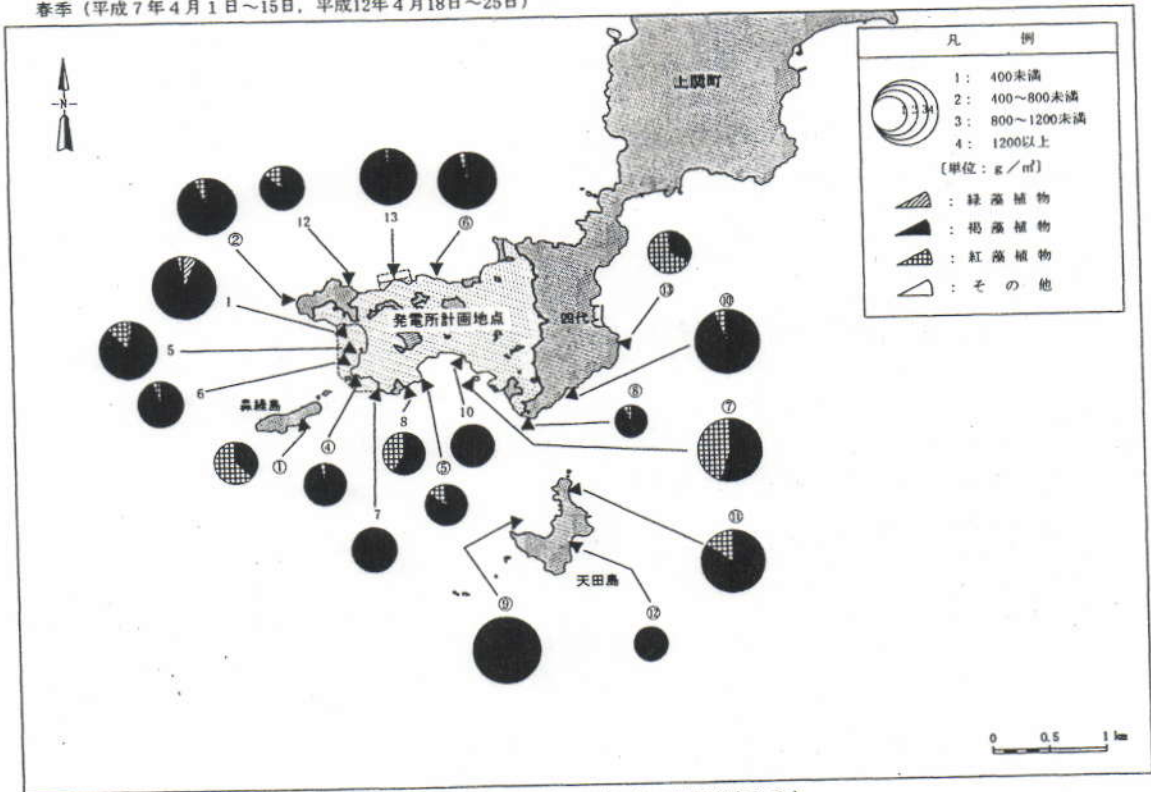 春季（平成7年4月1日～15日，平成12年4月18日～25日）
凡例
1： 400未満
2： 400～800未満
3： 800～1200未満
4： 1200以上
〔単位：g／㎡〕
：緑藻植物
：褐藻植物
：紅藻植物
：その他
1 2 3 4
N
上関町
12
13
⑥
②
1
発電所計画地点
四代
⑬
⑩
5
6
鼻繰島
①
④
7
8
⑤
10
⑧
⑦
⑪
天田島
⑨
⑫
0 0.5 1 km